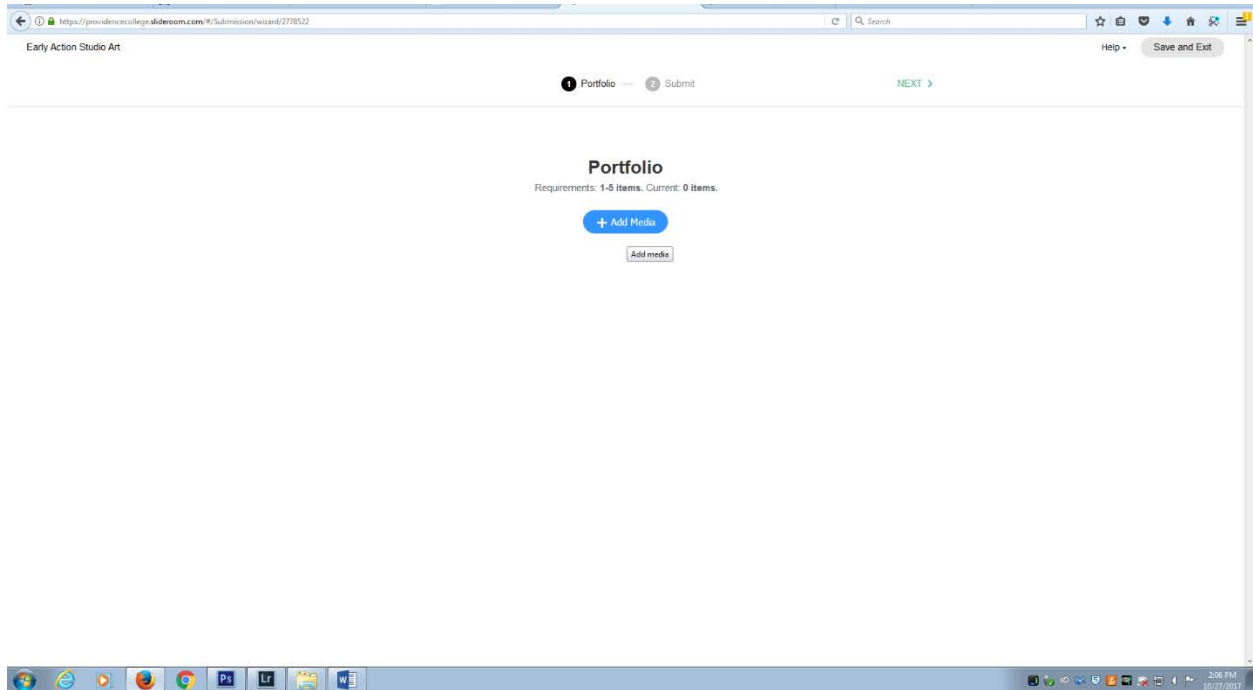 https://providencecollege.slideroom.com/#/Submission/wizard/2778522
Search
Early Action Studio Art
Help
Save and Exit
1 Portfolio — 2 Submit
NEXT >
Portfolio
Requirements: 1-5 items. Current: 0 items.
+ Add Media
Add media
Ps
Lr
W
2:06 PM
10/27/2017